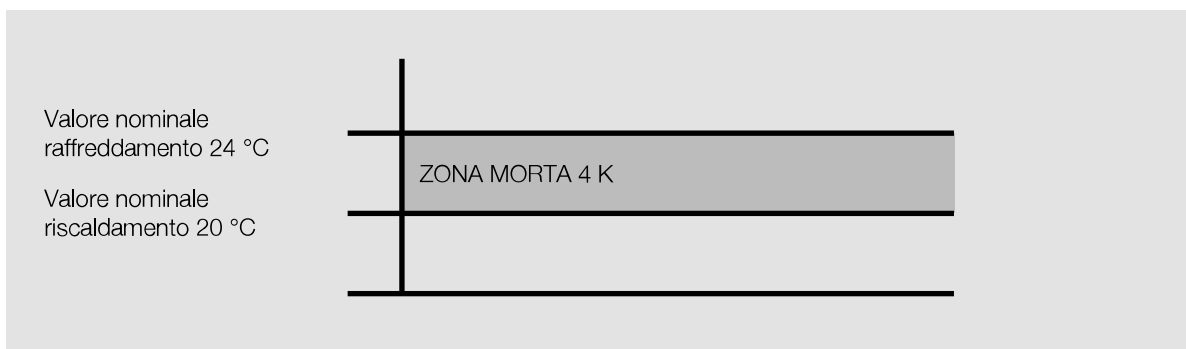 Valore nominale
raffreddamento 24 °C
ZONA MORTA 4 K
Valore nominale
riscaldamento 20 °C